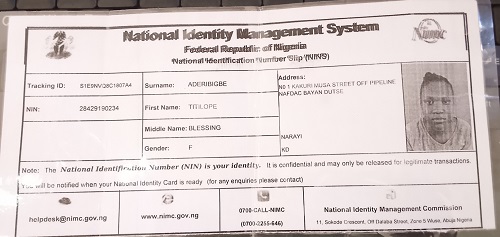 National Identity Management System
Federal Republic of Nigeria
National Identification Number Slip (NINS)
Tracking ID: S1E9NVQ8C1807A4
Surname: ADERIBIGBE
Address:
NO 1 KAKURI MUSA STREET OFF PIPELINE
NAFDAC BAYAN DUTSE
NIN: 28429190234
First Name: TITILOPE
Middle Name: BLESSING
NARAYI
Gender: F
KD
Note: The National Identification Number (NIN) is your identity. It is confidential and may only be released for legitimate transactions.
You will be notified when your National Identity Card is ready (for any enquiries please contact)
helpdesk@nimc.gov.ng
www.nimc.gov.ng
0700-CALL-NIMC
(0700-2255-646)
National Identity Management Commission
11, Sokode Crescent, Off Dalaba Street, Zone 5 Wuse, Abuja Nigeria